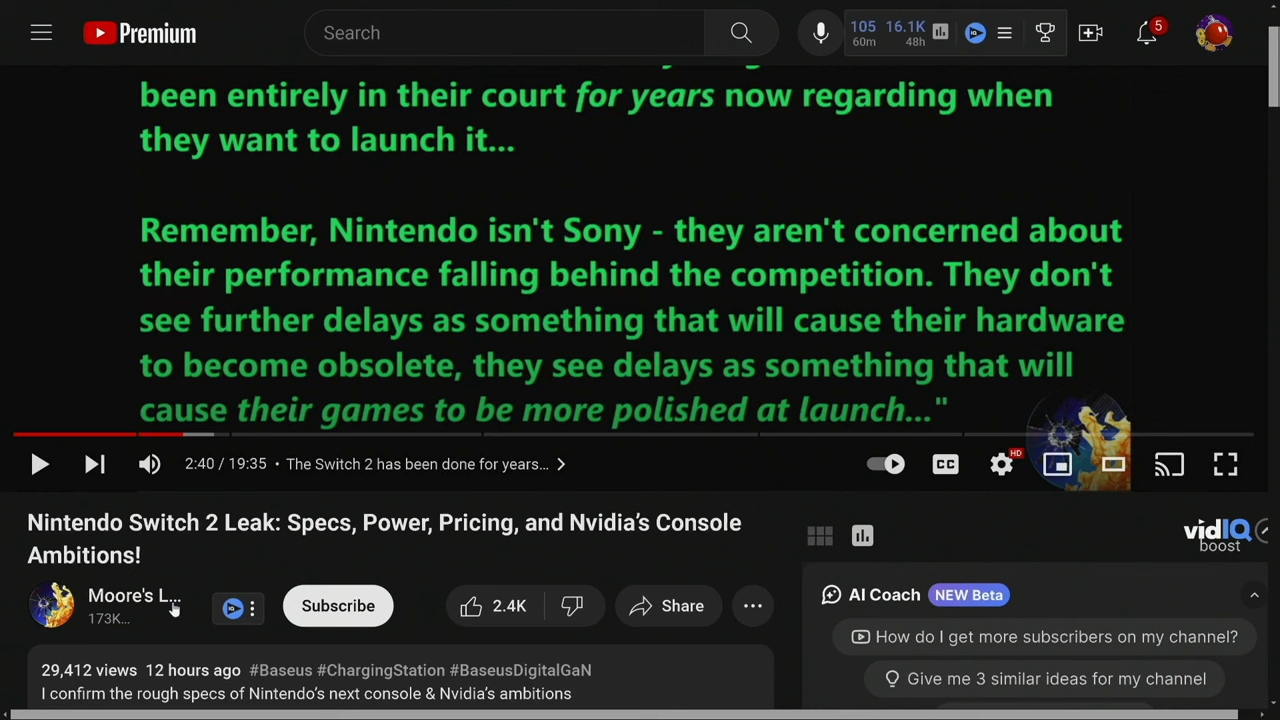 Premium
Search
105 16.1K
60m 48h
5
been entirely in their court for years now regarding when
they want to launch it...
Remember, Nintendo isn't Sony - they aren't concerned about
their performance falling behind the competition. They don't
see further delays as something that will cause their hardware
to become obsolete, they see delays as something that will
cause their games to be more polished at launch..."
2:40 / 19:35 • The Switch 2 has been done for years...
CC
HD
Nintendo Switch 2 Leak: Specs, Power, Pricing, and Nvidia's Console
Ambitions!
vidIQ
boost
Moore's L...
173K...
IQ
Subscribe
2.4K
Share
AI Coach NEW Beta
How do I get more subscribers on my channel?
Give me 3 similar ideas for my channel
29,412 views 12 hours ago #Baseus #ChargingStation #BaseusDigitalGaN
I confirm the rough specs of Nintendo's next console & Nvidia's ambitions